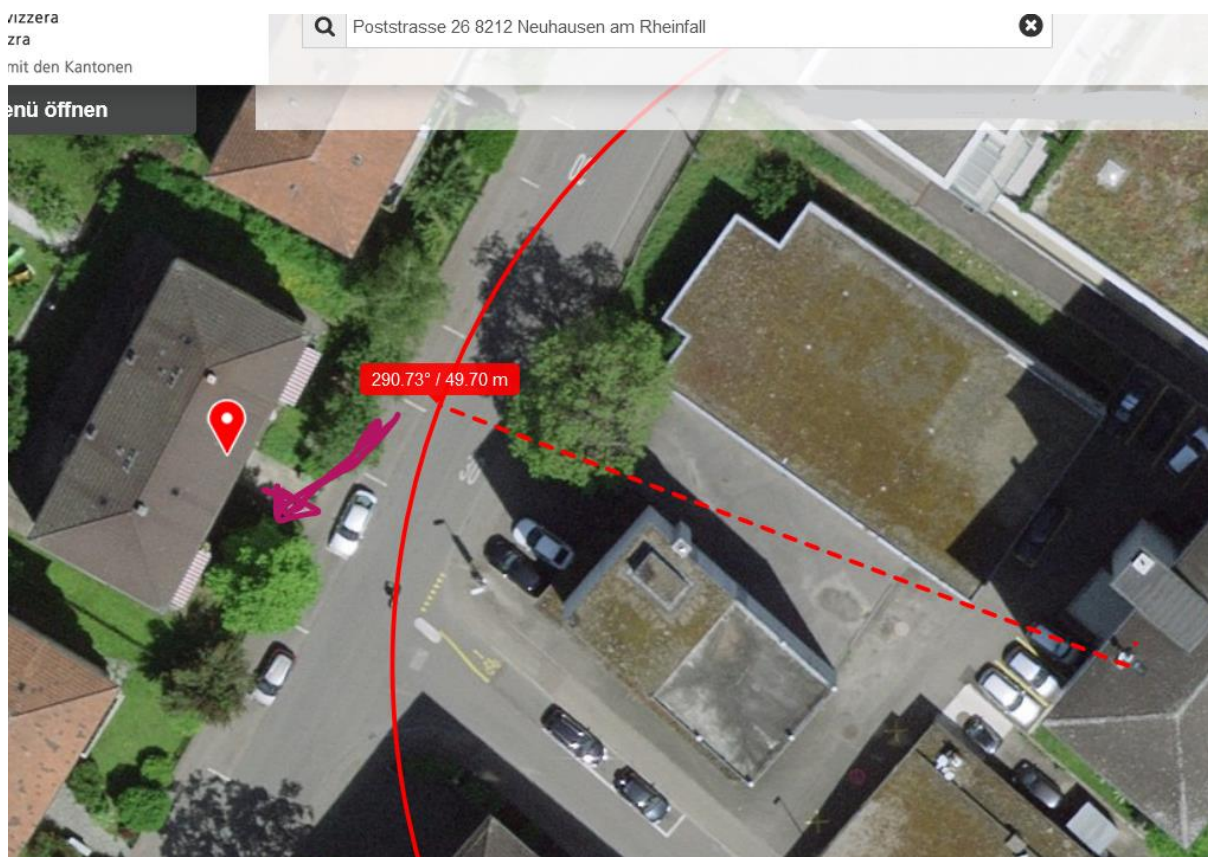 vizzera
zra
mit den Kantonen
Poststrasse 26 8212 Neuhausen am Rheinfall
enü öffnen
290.73° / 49.70 m